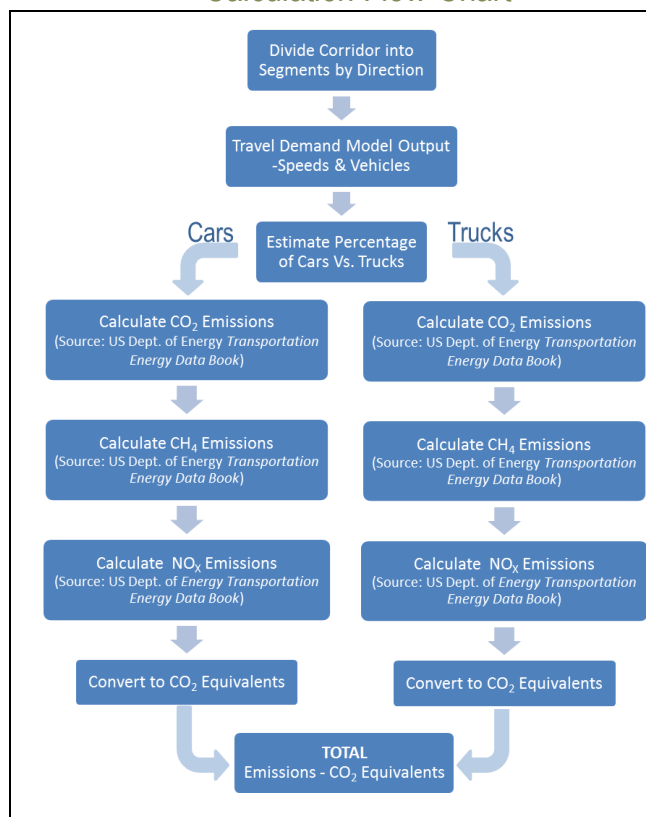 Calculation Flow Chart
Divide Corridor into
Segments by Direction
Travel Demand Model Output
-Speeds & Vehicles
Cars
Estimate Percentage
of Cars Vs. Trucks
Trucks
Calculate CO₂ Emissions
(Source: US Dept. of Energy Transportation
Energy Data Book)
Calculate CH₄ Emissions
(Source: US Dept. of Energy Transportation
Energy Data Book)
Calculate NOₓ Emissions
(Source: US Dept. of Energy Transportation
Energy Data Book)
Convert to CO₂ Equivalents
Calculate CO₂ Emissions
(Source: US Dept. of Energy Transportation
Energy Data Book)
Calculate CH₄ Emissions
(Source: US Dept. of Energy Transportation
Energy Data Book)
Calculate NOₓ Emissions
(Source: US Dept. of Energy Transportation
Energy Data Book)
Convert to CO₂ Equivalents
TOTAL
Emissions - CO₂ Equivalents